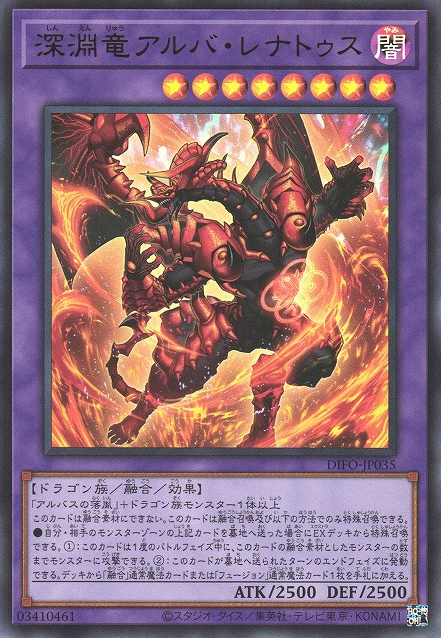 深淵竜アルバ・レナトゥス
闇
DIFO-JP035
【ドラゴン族／融合／効果】
「アルバスの落胤」＋ドラゴン族モンスター1体以上
このカードは融合素材にできない。このカードは融合召喚及び以下の方法でのみ特殊召喚できる。
●自分・相手のモンスターゾーンの上記カードを墓地へ送った場合にEXデッキから特殊召喚で
きる。①：このカードは1度のバトルフェイズ中に、このカードの融合素材としたモンスターの数
までモンスターに攻撃できる。②：このカードが墓地へ送られたターンのエンドフェイズに発動
できる。デッキから「融合」通常魔法カードまたは「フュージョン」通常魔法カード1枚を手札に加える。
ATK/2500 DEF/2500
03410461
©スタジオ・ダイス／集英社・テレビ東京・KONAMI